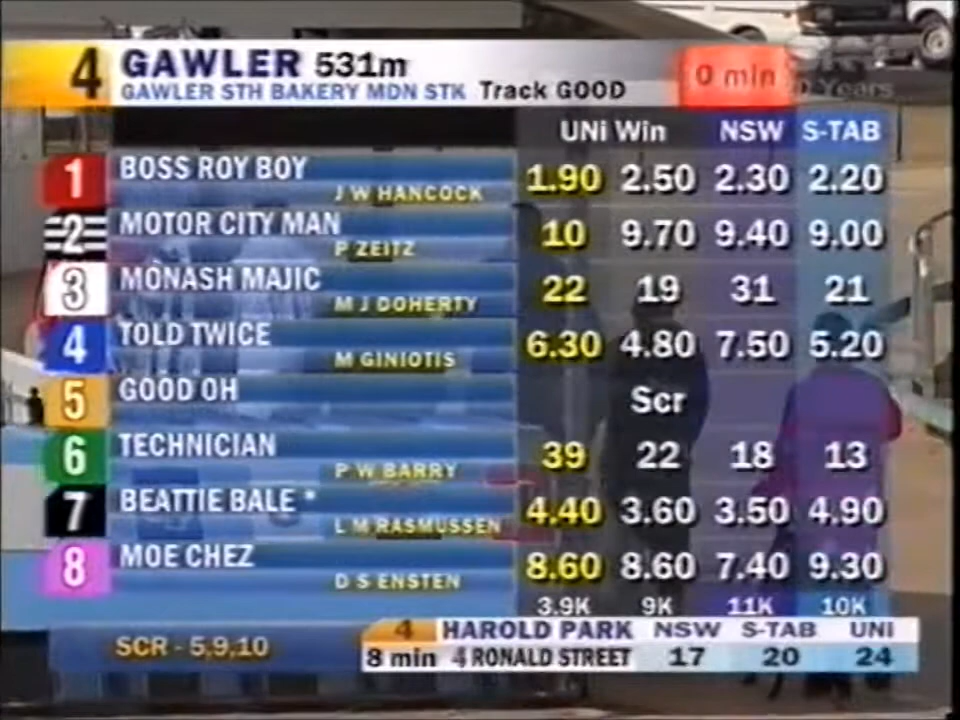 4 GAWLER 531m
GAWLER STH BAKERY MDN STK Track GOOD
0 min
Years
UNi Win NSW S-TAB
1 BOSS ROY BOY 1.90 2.50 2.30 2.20
J W HANCOCK
2 MOTOR CITY MAN 10 9.70 9.40 9.00
P ZEITZ
3 MONASH MAJIC 22 19 31 21
M J DOHERTY
4 TOLD TWICE 6.30 4.80 7.50 5.20
M GINIOTIS
5 GOOD OH Scr
6 TECHNICIAN 39 22 18 13
P W BARRY
7 BEATTIE BALE * 4.40 3.60 3.50 4.90
L M RASMUSSEN
8 MOE CHEZ 8.60 8.60 7.40 9.30
D S ENSTEN
3.9K 9K 11K 10K
SCR - 5,9,10
4 HAROLD PARK NSW S-TAB UNI
8 min 4 RONALD STREET 17 20 24